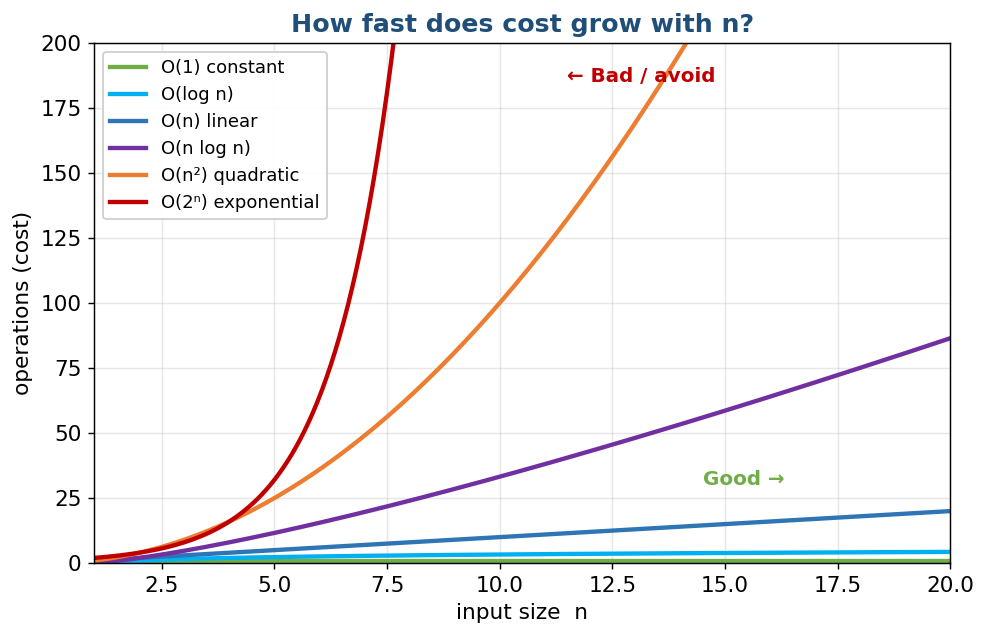 How fast does cost grow with n?
O(1) constant
O(log n)
O(n) linear
O(n log n)
O(n²) quadratic
O(2ⁿ) exponential
← Bad / avoid
Good →
operations (cost)
200
175
150
125
100
75
50
25
0
2.5 5.0 7.5 10.0 12.5 15.0 17.5 20.0
input size n